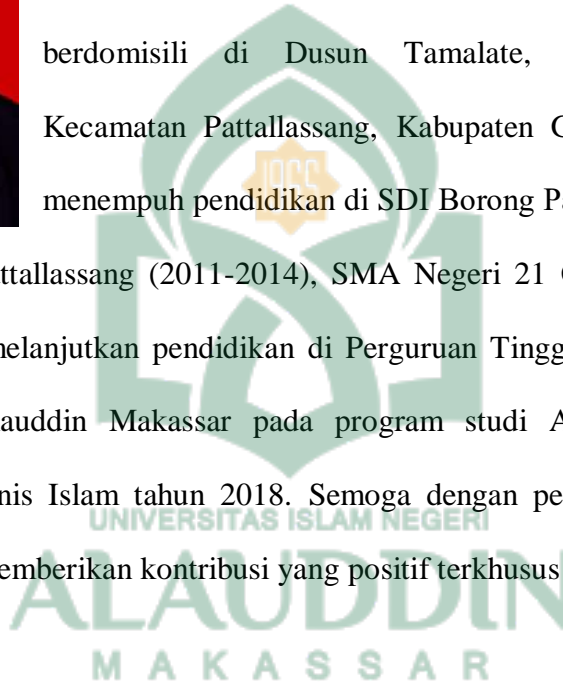 berdomisili di Dusun Tamalate,
Kecamatan Pattallassang, Kabupaten
menempuh pendidikan di SDI Borong
ttallassang (2011-2014), SMA Negeri 21
nelanjutkan pendidikan di Perguruan Tingg
auddin Makassar pada program studi A
nis Islam tahun 2018. Semoga dengan pe
UNIVERSITAS ISLAM NEGERI
emberikan kontribusi yang positif terkhusus
ALAUDDIN
MAKASSAR
1965